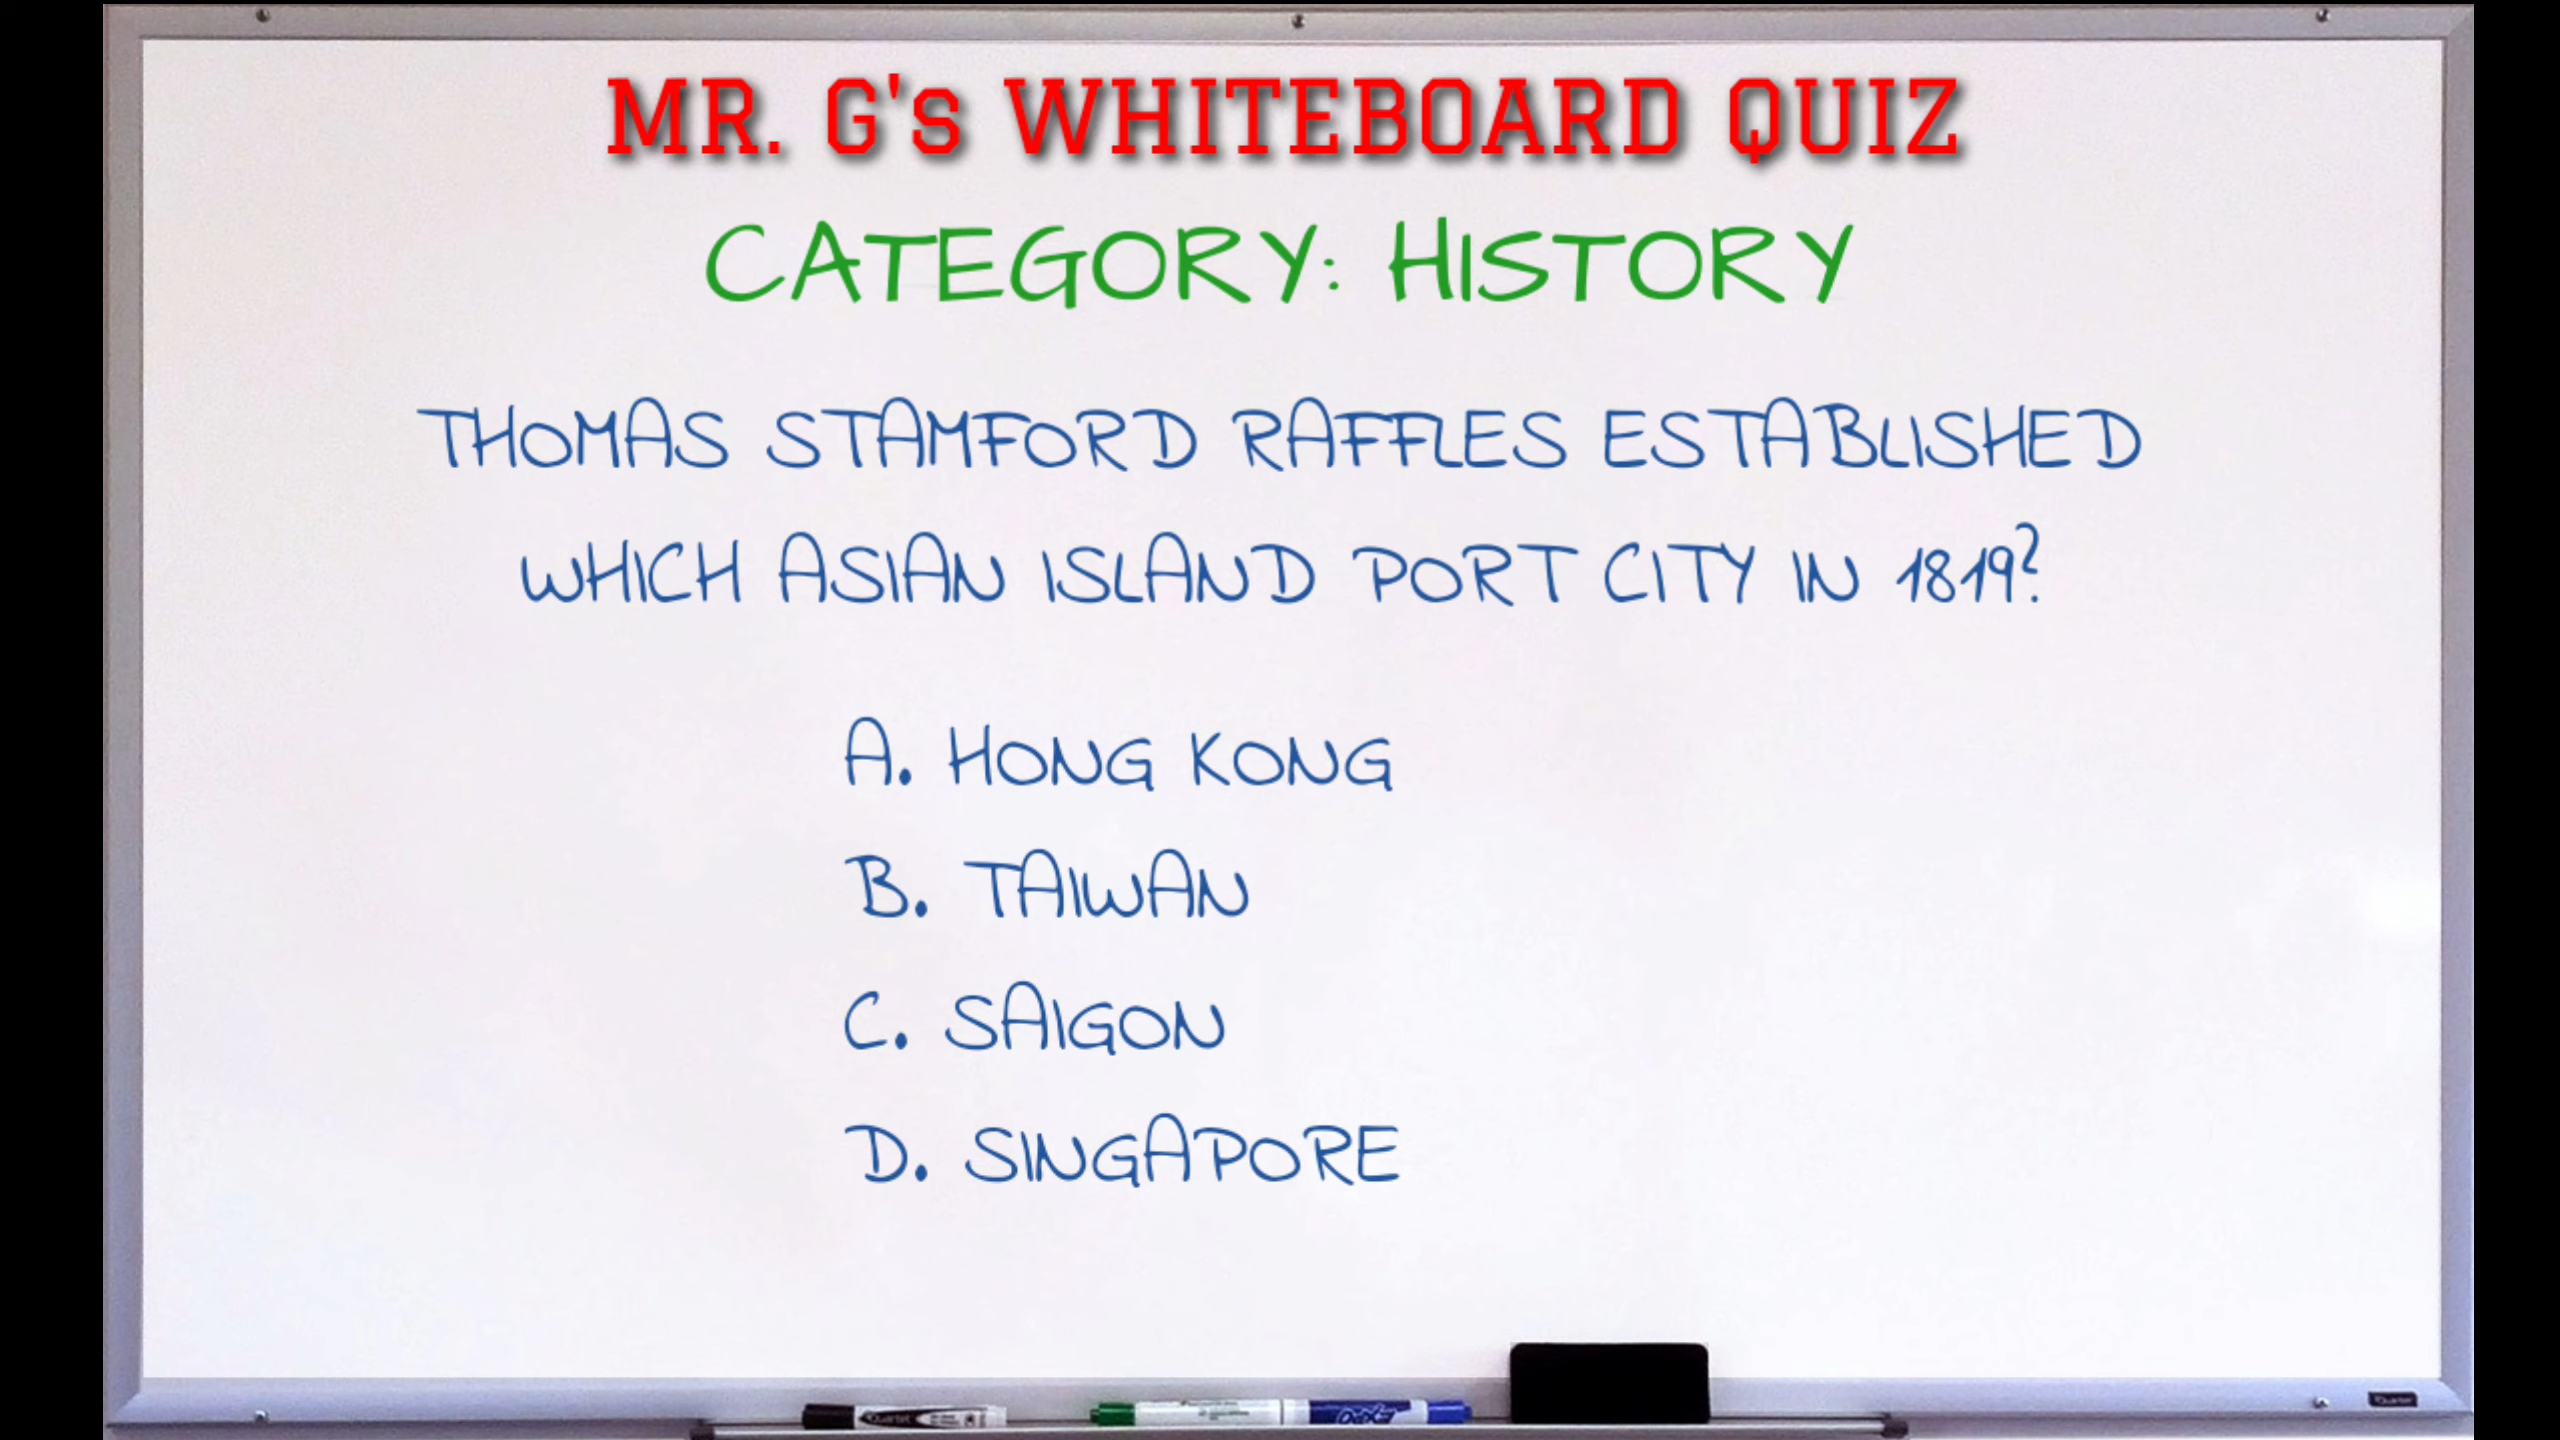 MR. G's WHITEBOARD QUIZ
CATEGORY: HISTORY
THOMAS STAMFORD RAFFLES ESTABLISHED
WHICH ASIAN ISLAND PORT CITY IN 1819?
A. HONG KONG
B. TAIWAN
C. SAIGON
D. SINGAPORE
Quartet